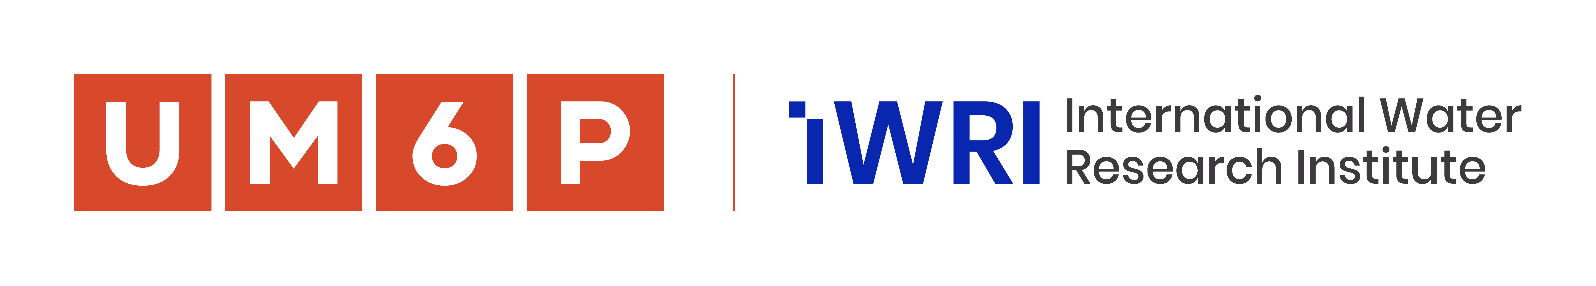 UM6P
iWRI
International Water
Research Institute